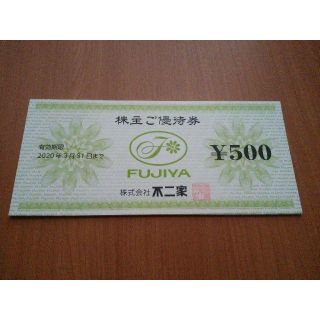 株主ご優待券
有効期限
2020年3月31日まで
F
¥500
FUJIYA
株式会社 不二家